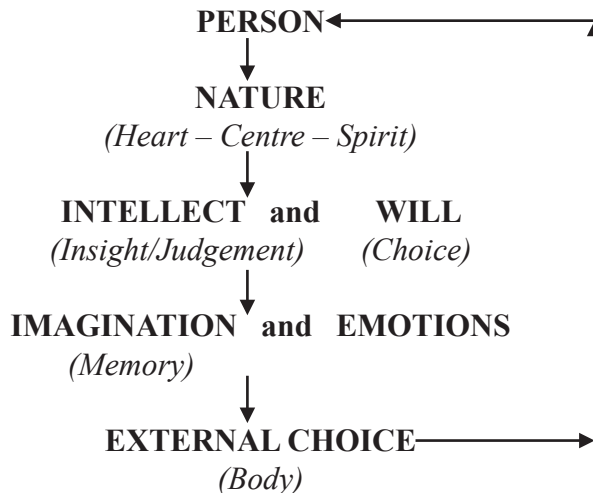 PERSON
NATURE
(Heart – Centre – Spirit)
INTELLECT and WILL
(Insight/Judgement) (Choice)
IMAGINATION and EMOTIONS
(Memory)
EXTERNAL CHOICE
(Body)